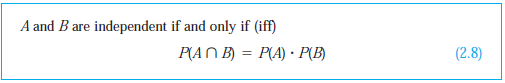 A and B are independent if and only if (iff)
P(A ∩ B) = P(A) · P(B) (2.8)